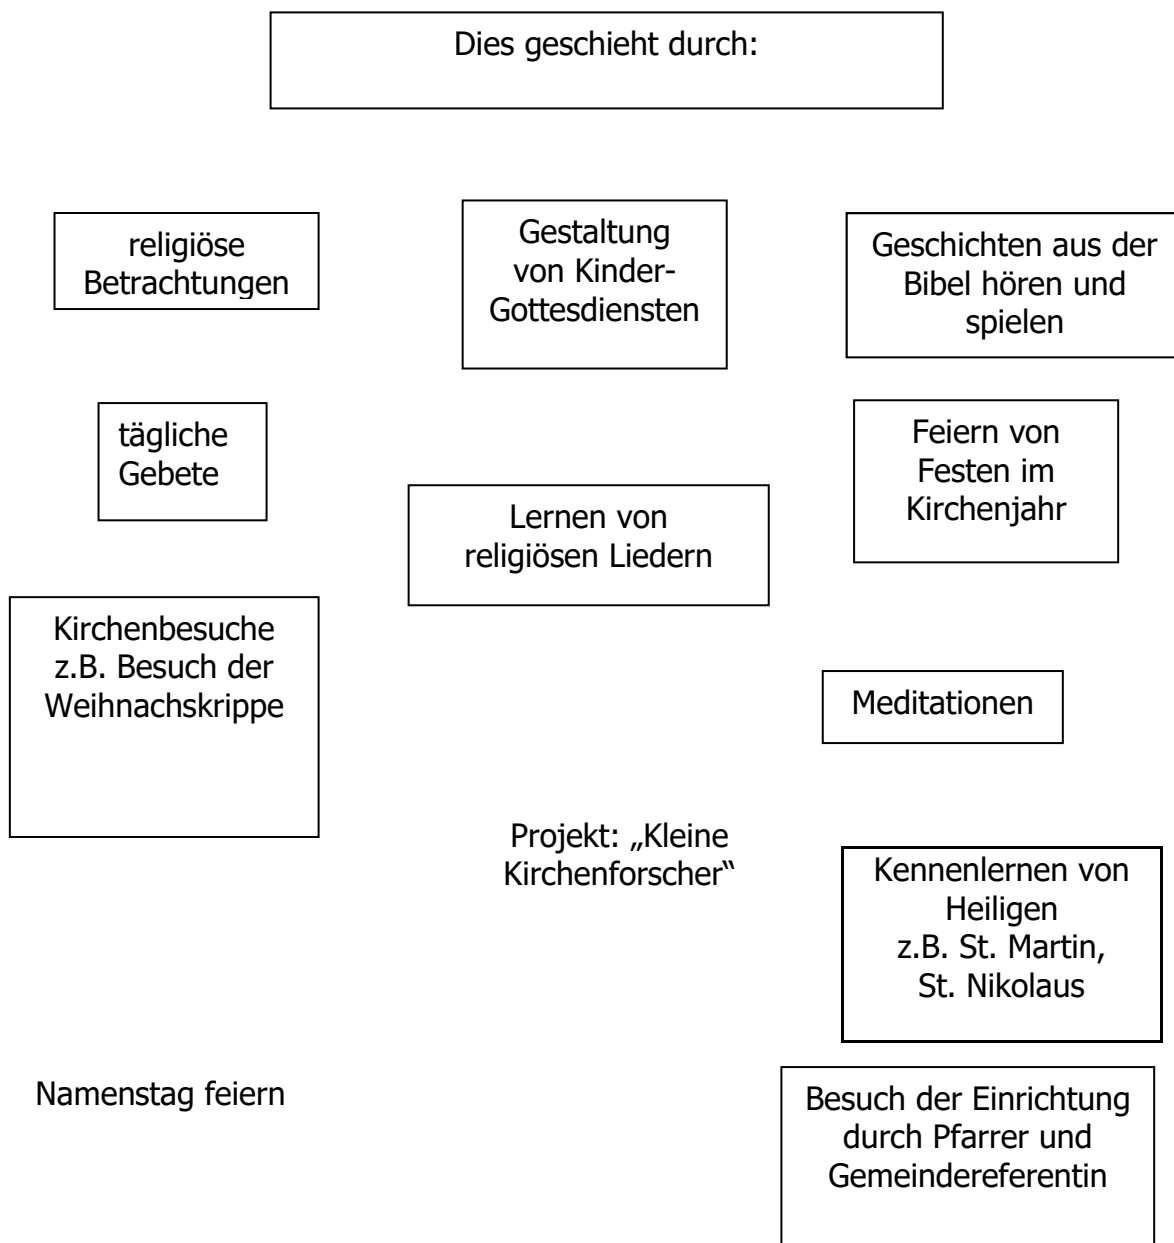 Dies geschieht durch:
religiöse
Betrachtungen
Gestaltung
von Kinder-
Gottesdiensten
Geschichten aus der
Bibel hören und
spielen
tägliche
Gebete
Lernen von
religiösen Liedern
Feiern von
Festen im
Kirchenjahr
Kirchenbesuche
z.B. Besuch der
Weihnachskrippe
Meditationen
Projekt: „Kleine
Kirchenforscher“
Kennenlernen von
Heiligen
z.B. St. Martin,
St. Nikolaus
Namenstag feiern
Besuch der Einrichtung
durch Pfarrer und
Gemeindereferentin